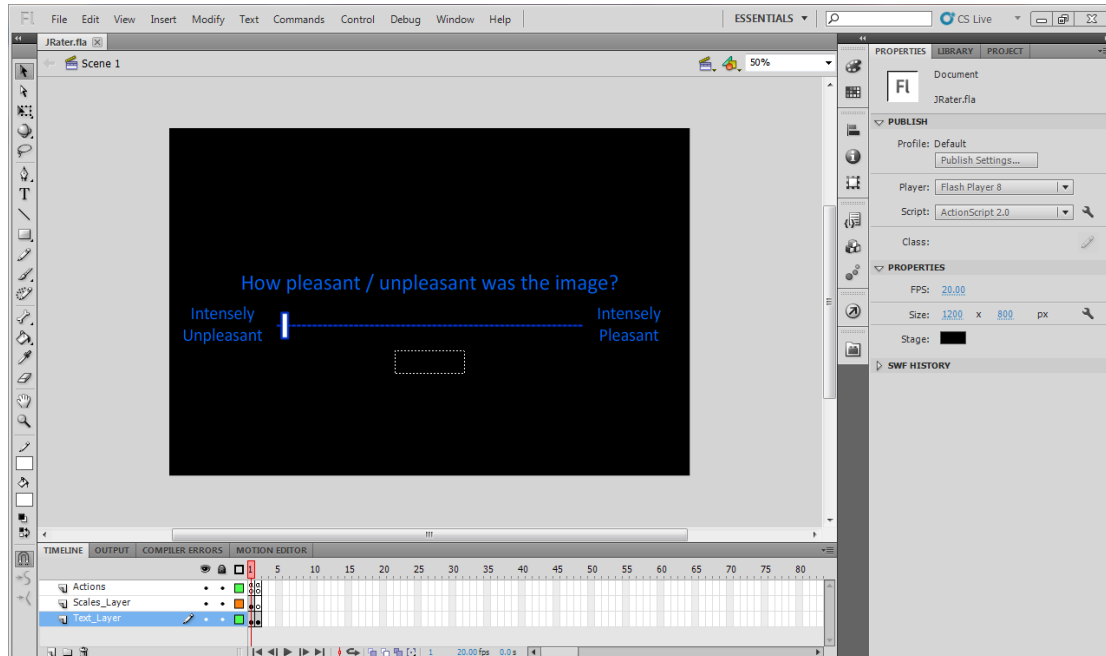 Fl File Edit View Insert Modify Text Commands Control Debug Window Help ESSENTIALS CS Live
JRater.fla
Scene 1 50%
PROPERTIES LIBRARY PROJECT
Fl Document
JRater.fla
PUBLISH
Profile: Default
Publish Settings...
Player: Flash Player 8
Script: ActionScript 2.0
Class:
PROPERTIES
FPS: 20.00
Size: 1200 x 800 px
Stage:
SWF HISTORY
How pleasant / unpleasant was the image?
Intensely
Unpleasant
Intensely
Pleasant
TIMELINE OUTPUT COMPILER ERRORS MOTION EDITOR
1 5 10 15 20 25 30 35 40 45 50 55 60 65 70 75 80
Actions
Scales_Layer
Text_Layer
1 20.00 fps 0.0 s